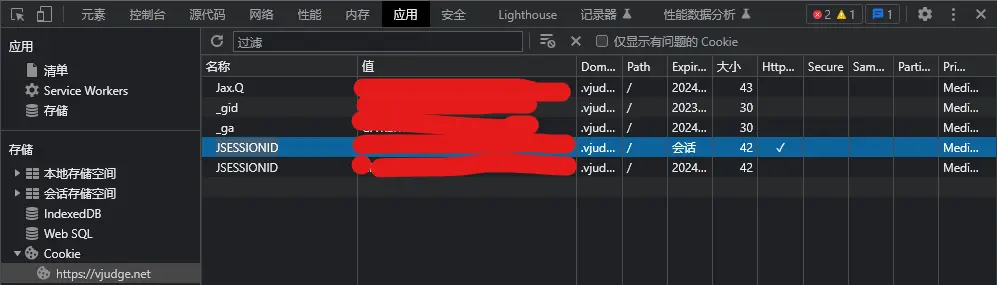 元素 控制台 源代码 网络 性能 内存 应用 安全 Lighthouse 记录器 性能数据分析 2 1 1
应用
清单
Service Workers
存储
存储
本地存储空间
会话存储空间
IndexedDB
Web SQL
Cookie
https://vjudge.net
过滤 仅显示有问题的 Cookie
名称 值 Dom... Path Expir... 大小 Http... Secure Sam... Parti... Pri...
Jax.Q .vjud... / 2024... 43 Medi...
_gid .vjud... / 2023... 30 Medi...
_ga .vjud... / 2024... 30 Medi...
JSESSIONID .vjud... / 会话 42 ✓ Medi...
JSESSIONID .vjud... / 2024... 42 Medi...